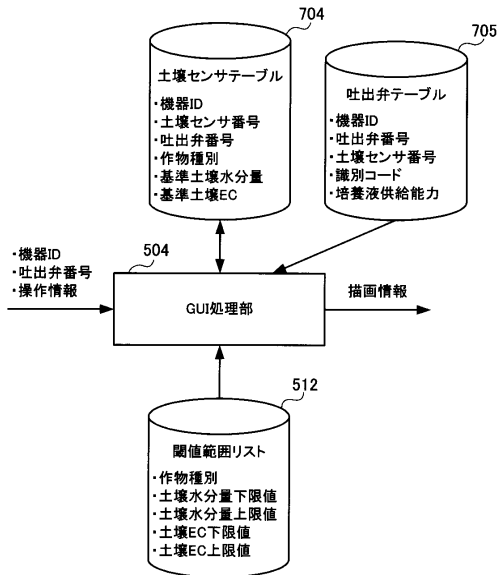 704
土壌センサテーブル
・機器ID
・土壌センサ番号
・吐出弁番号
・作物種別
・基準土壌水分量
・基準土壌EC
705
吐出弁テーブル
・機器ID
・吐出弁番号
・土壌センサ番号
・識別コード
・培養液供給能力
・機器ID
・吐出弁番号
・操作情報
504
GUI処理部
描画情報
512
閾値範囲リスト
・作物種別
・土壌水分量下限値
・土壌水分量上限値
・土壌EC下限値
・土壌EC上限値